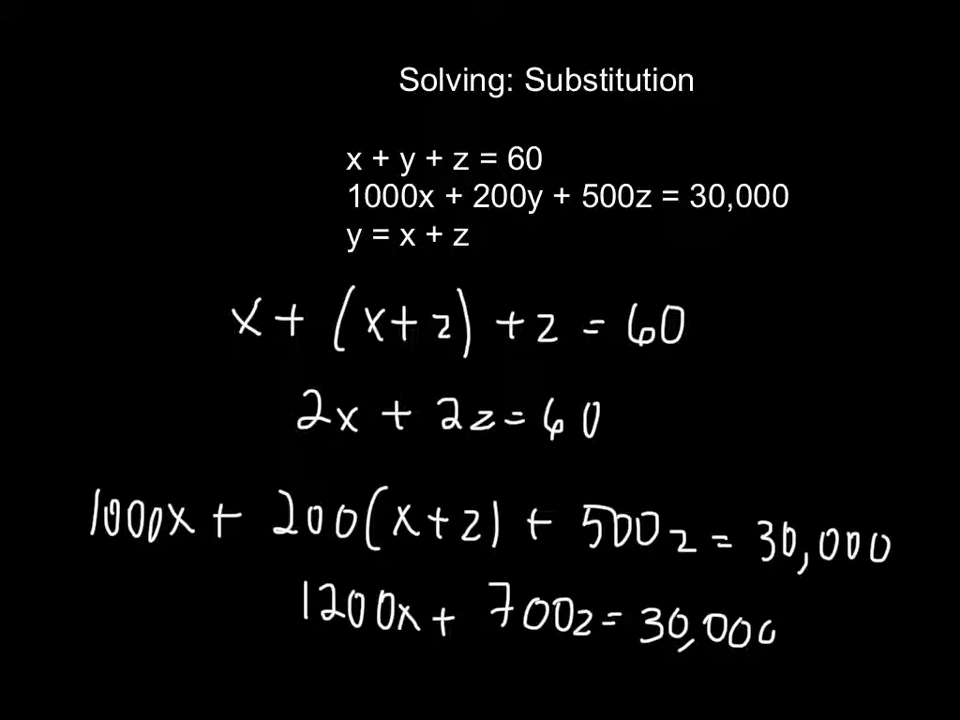 Solving: Substitution
x + y + z = 60
1000x + 200y + 500z = 30,000
y = x + z
x + (x + z) + z = 60
2x + 2z = 60
1000x + 200(x + z) + 500z = 30,000
1200x + 700z = 30,000